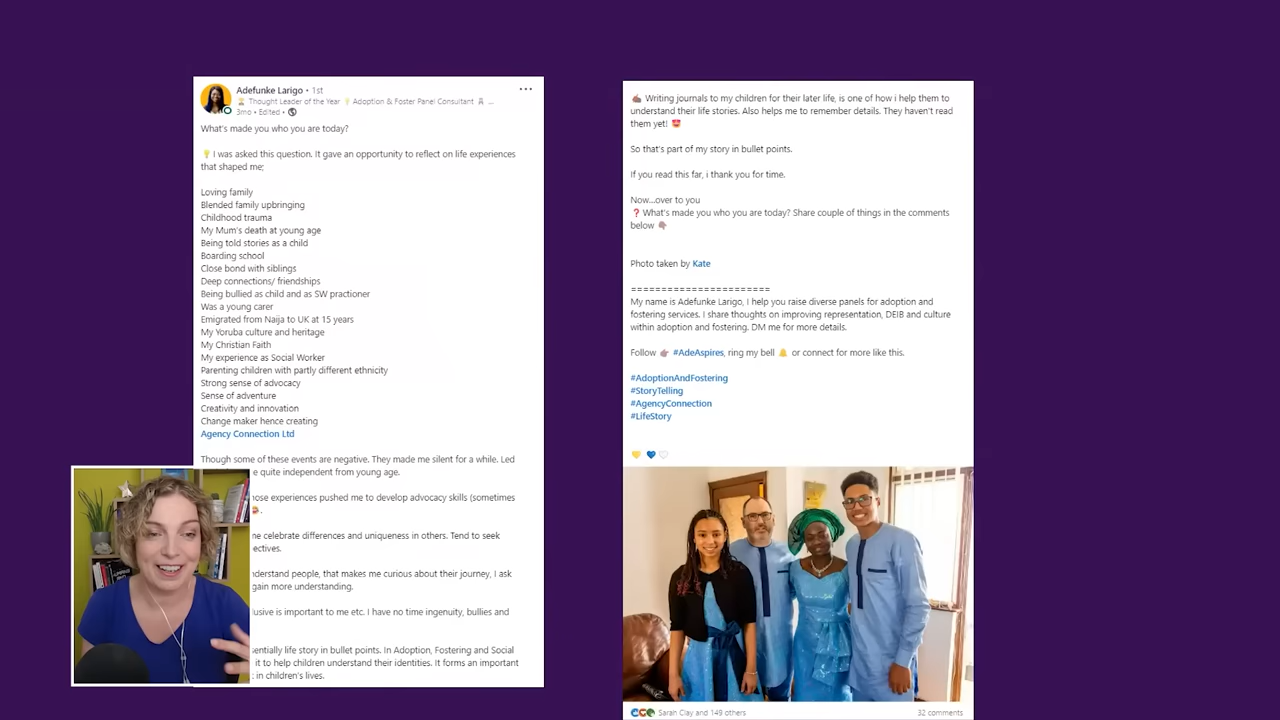 Adefunke Larigo • 1st
Thought Leader of the Year Adoption & Foster Panel Consultant ...
3mo • Edited •
What's made you who you are today?
I was asked this question. It gave an opportunity to reflect on life experiences
that shaped me;
Loving family
Blended family upbringing
Childhood trauma
My Mum's death at young age
Being told stories as a child
Boarding school
Close bond with siblings
Deep connections/ friendships
Being bullied as child and as SW practioner
Was a young carer
Emigrated from Naija to UK at 15 years
My Yoruba culture and heritage
My Christian Faith
My experience as Social Worker
Parenting children with partly different ethnicity
Strong sense of advocacy
Sense of adventure
Creativity and innovation
Change maker hence creating
Agency Connection Ltd
Though some of these events are negative. They made me silent for a while. Led
quite independent from young age.
experiences pushed me to develop advocacy skills (sometimes
celebrate differences and uniqueness in others. Tend to seek
people, that makes me curious about their journey, I ask
gain more understanding.
is important to me etc. I have no time ingenuity, bullies and
life story in bullet points. In Adoption, Fostering and Social
it to help children understand their identities. It forms an important
in children's lives.
Writing journals to my children for their later life, is one of how i help them to
understand their life stories. Also helps me to remember details. They haven't read
them yet!
So that's part of my story in bullet points.
If you read this far, i thank you for time.
Now...over to you
❓ What's made you who you are today? Share couple of things in the comments
below
Photo taken by Kate
=======================
My name is Adefunke Larigo, I help you raise diverse panels for adoption and
fostering services. I share thoughts on improving representation, DEIB and culture
within adoption and fostering. DM me for more details.
Follow #AdeAspires, ring my bell 🔔 or connect for more like this.
#AdoptionAndFostering
#StoryTelling
#AgencyConnection
#LifeStory
Sarah Clay and 149 others
32 comments